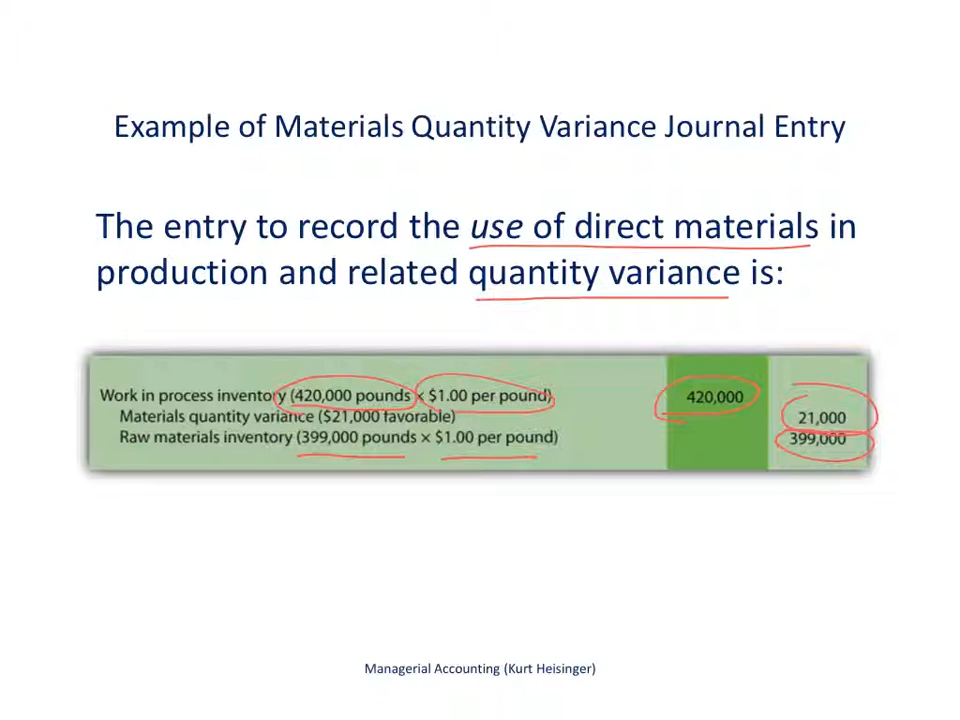 Example of Materials Quantity Variance Journal Entry
The entry to record the use of direct materials in
production and related quantity variance is:
Work in process inventory (420,000 pounds × $1.00 per pound) 420,000
Materials quantity variance ($21,000 favorable) 21,000
Raw materials inventory (399,000 pounds × $1.00 per pound) 399,000
Managerial Accounting (Kurt Heisinger)